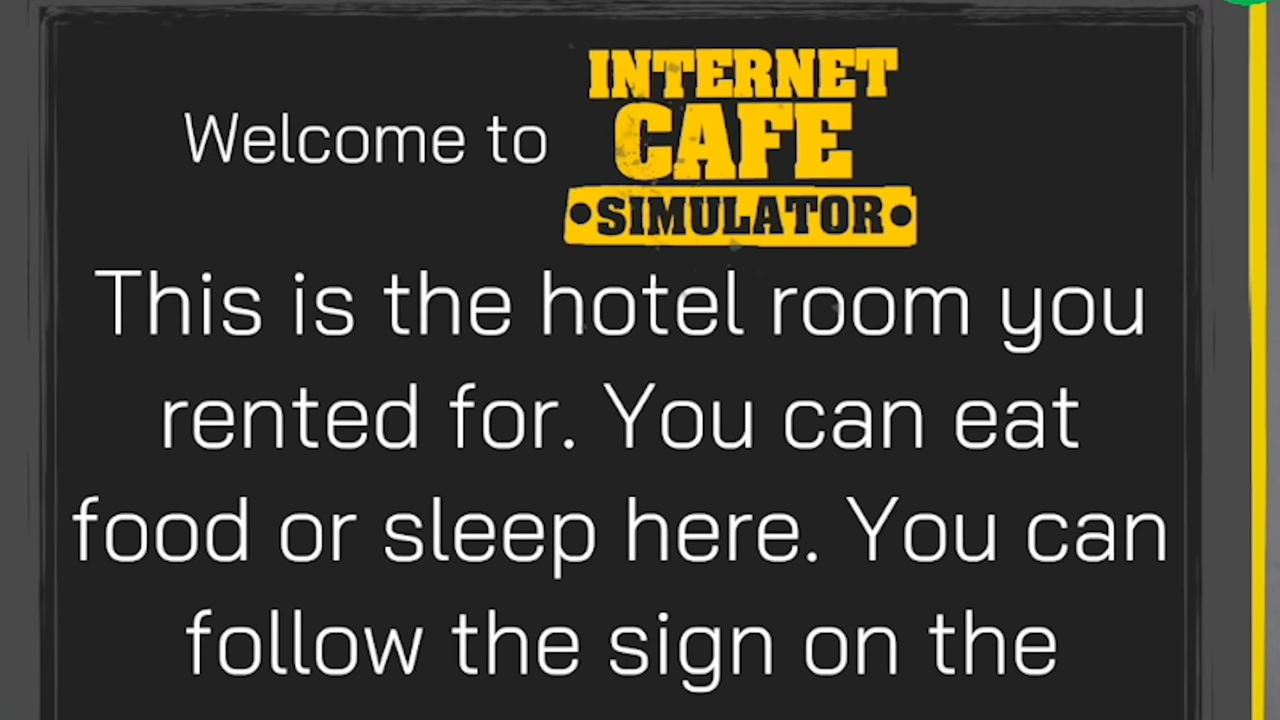 Welcome to
INTERNET
CAFE
SIMULATOR
This is the hotel room you
rented for. You can eat
food or sleep here. You can
follow the sign on the